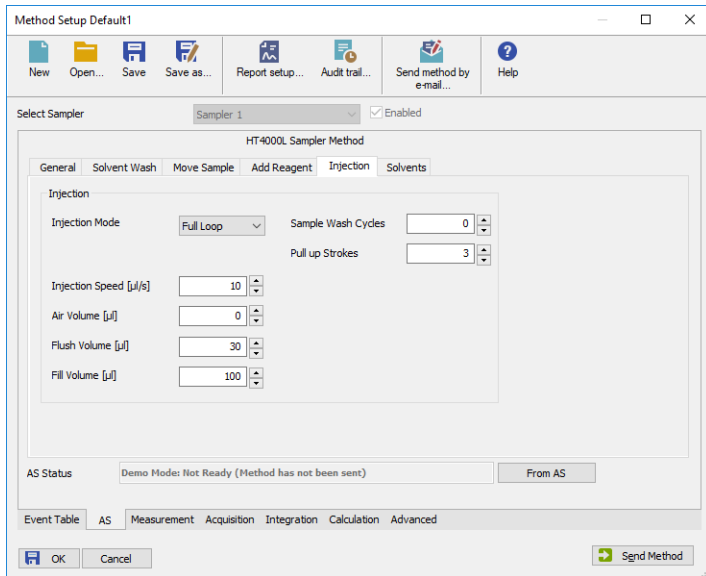 Method Setup Default1
New Open... Save Save as... Report setup... Audit trail... Send method by e-mail... Help
Select Sampler Sampler 1 Enabled
HT4000L Sampler Method
General Solvent Wash Move Sample Add Reagent Injection Solvents
Injection
Injection Mode Full Loop Sample Wash Cycles 0
Pull up Strokes 3
Injection Speed [µl/s] 10
Air Volume [µl] 0
Flush Volume [µl] 30
Fill Volume [µl] 100
AS Status Demo Mode: Not Ready (Method has not been sent) From AS
Event Table AS Measurement Acquisition Integration Calculation Advanced
OK Cancel Send Method